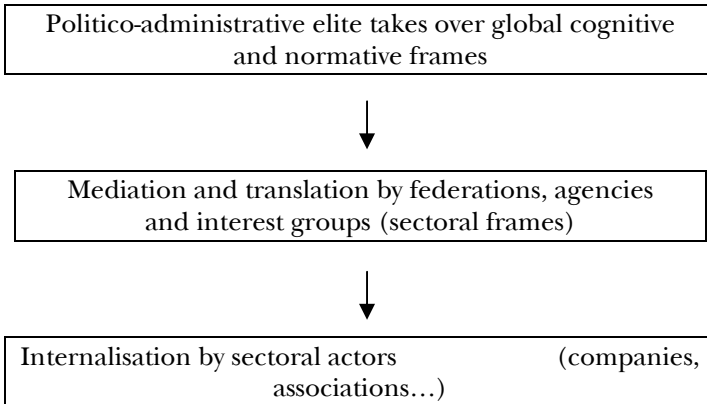 Politico-administrative elite takes over global cognitive
and normative frames
Mediation and translation by federations, agencies
and interest groups (sectoral frames)
Internalisation by sectoral actors (companies,
associations…)